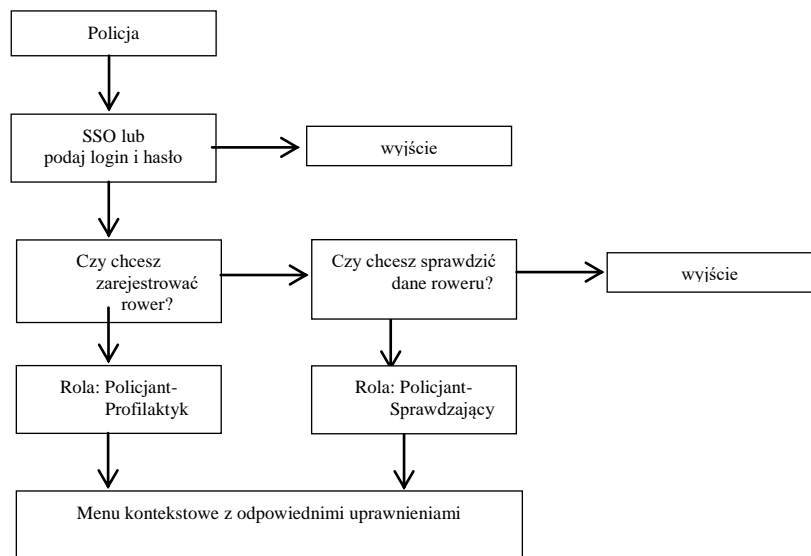 Policja
SSO lub
podaj login i hasło
wyjście
Czy chcesz
zarejestrować
rower?
Czy chcesz sprawdzić
dane roweru?
wyjście
Rola: Policjant-
Profilaktyk
Rola: Policjant-
Sprawdzający
Menu kontekstowe z odpowiednimi uprawnieniami